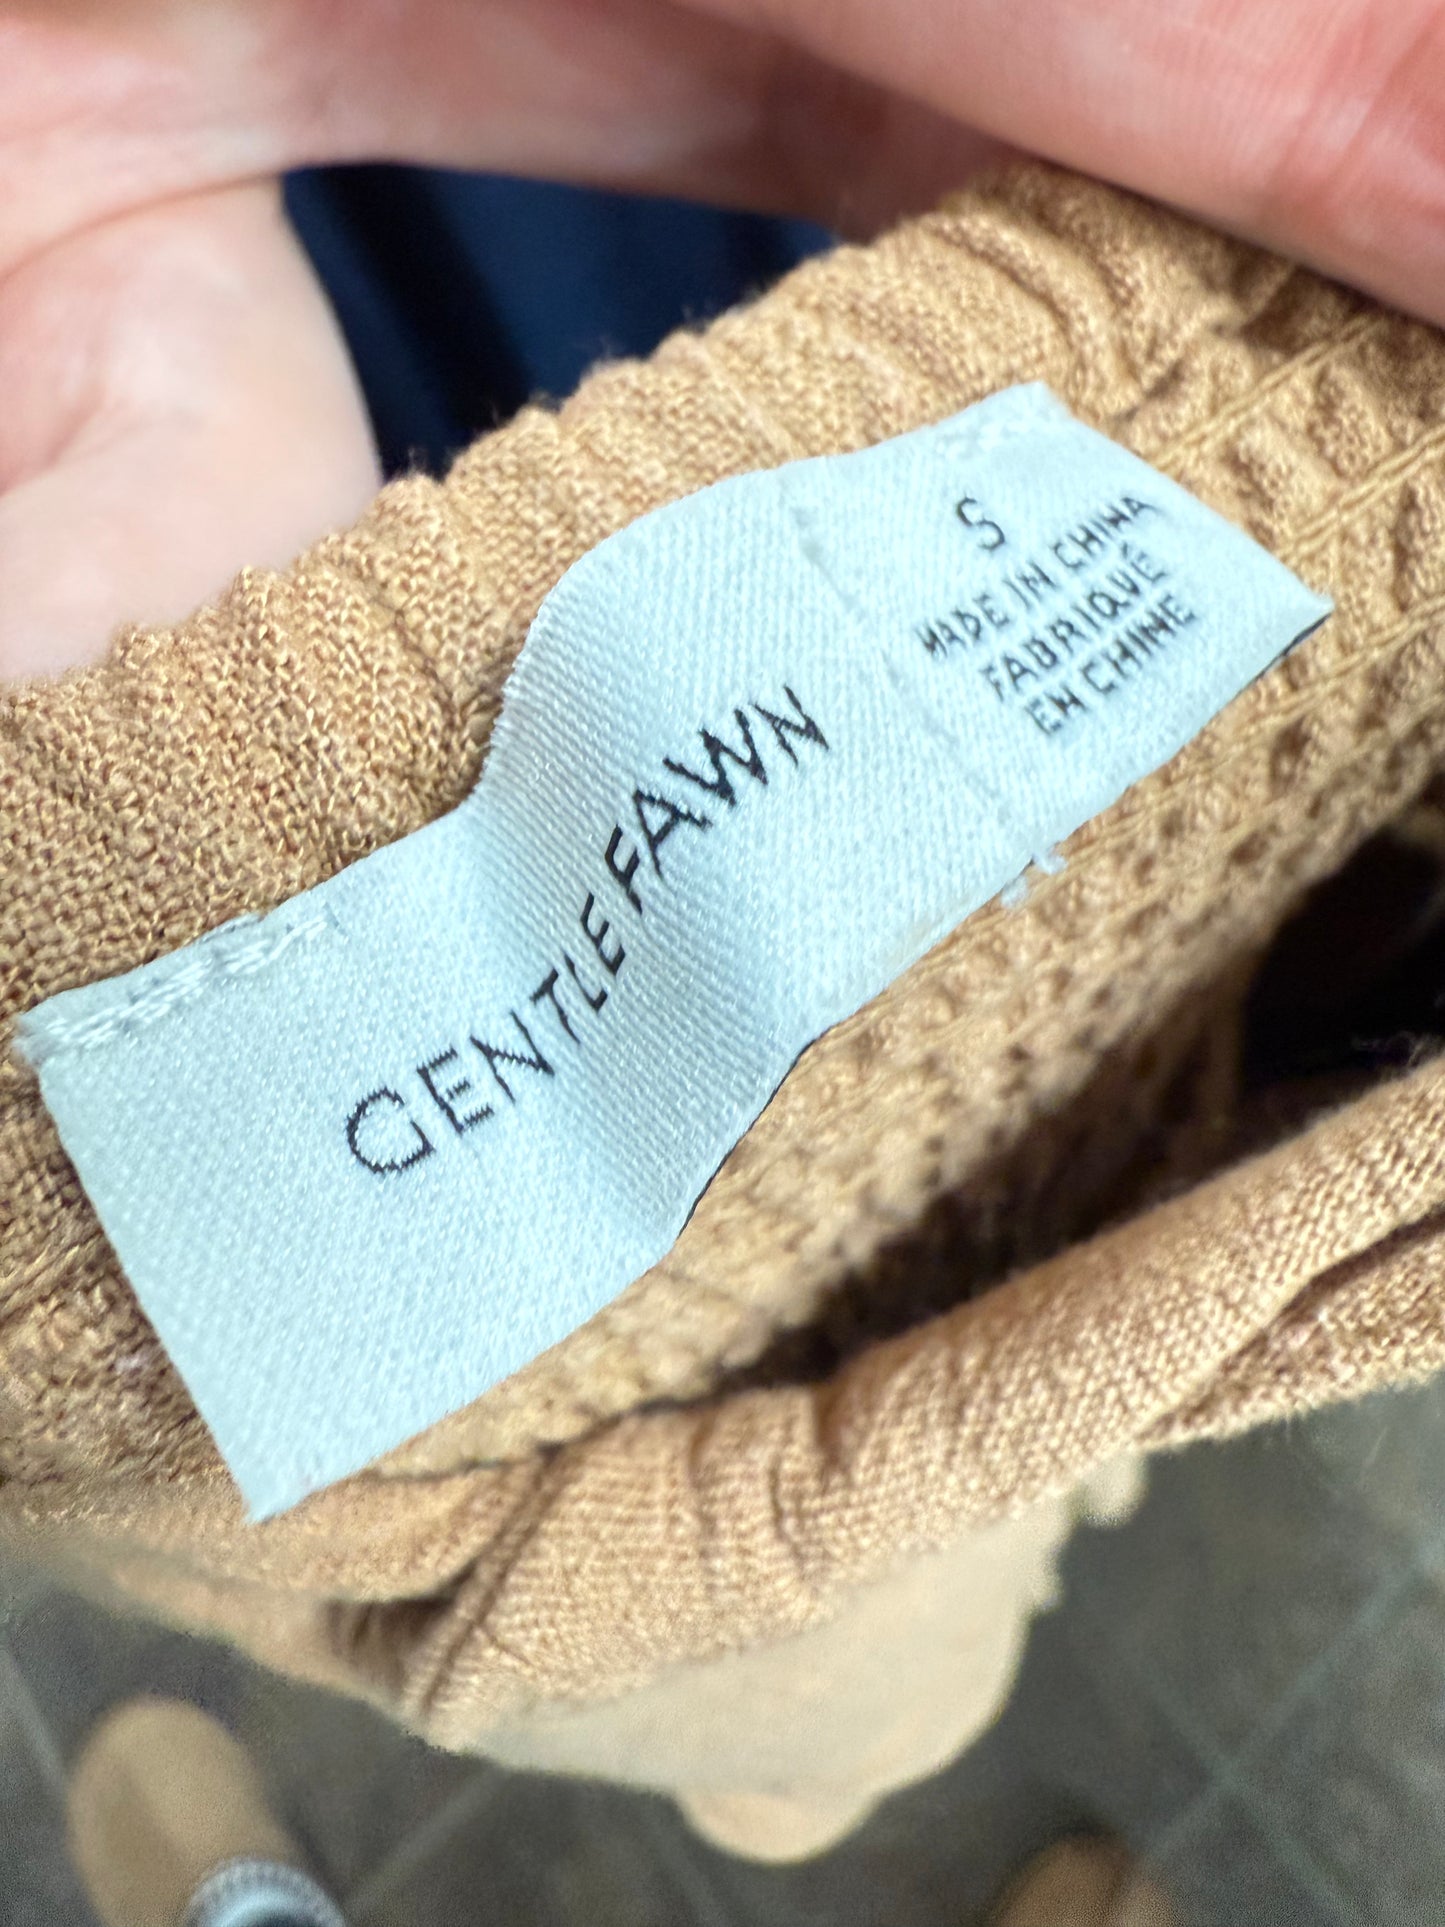 GENTLE FAWN
S
MADE IN CHINA
FABRIQUÉ
EN CHINE